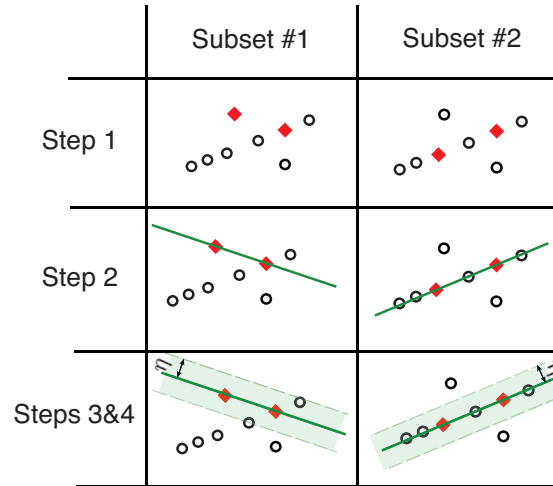 Subset #1
Subset #2
Step 1
Step 2
Steps 3&4
η